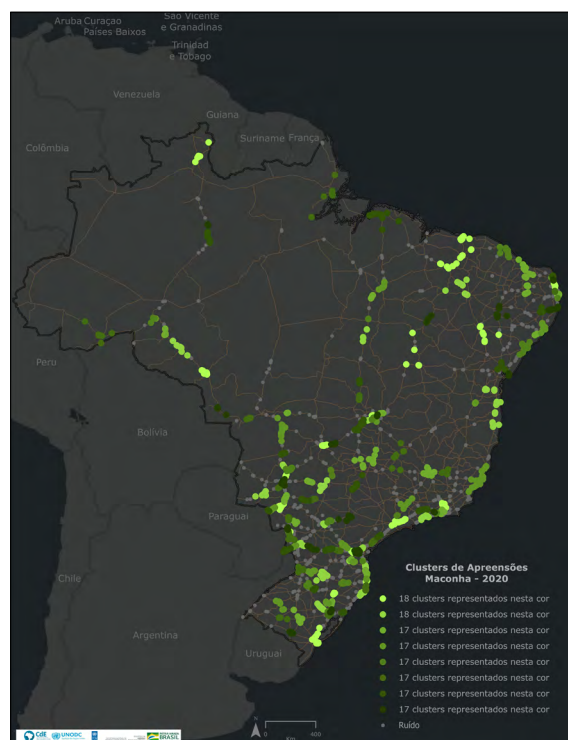 Aruba
Curaçao
Países Baixos
São Vicente
e Granadinas
Trinidad
e Tobago
Venezuela
Guiana
Suriname
França
Colômbia
Peru
Bolívia
Paraguai
Chile
Argentina
Uruguai
Clusters de Apreensões
Maconha - 2020
18 clusters representados nesta cor
18 clusters representados nesta cor
17 clusters representados nesta cor
17 clusters representados nesta cor
17 clusters representados nesta cor
17 clusters representados nesta cor
17 clusters representados nesta cor
17 clusters representados nesta cor
Ruído
N
0 400
Km
CdE
UNODC
BRASIL